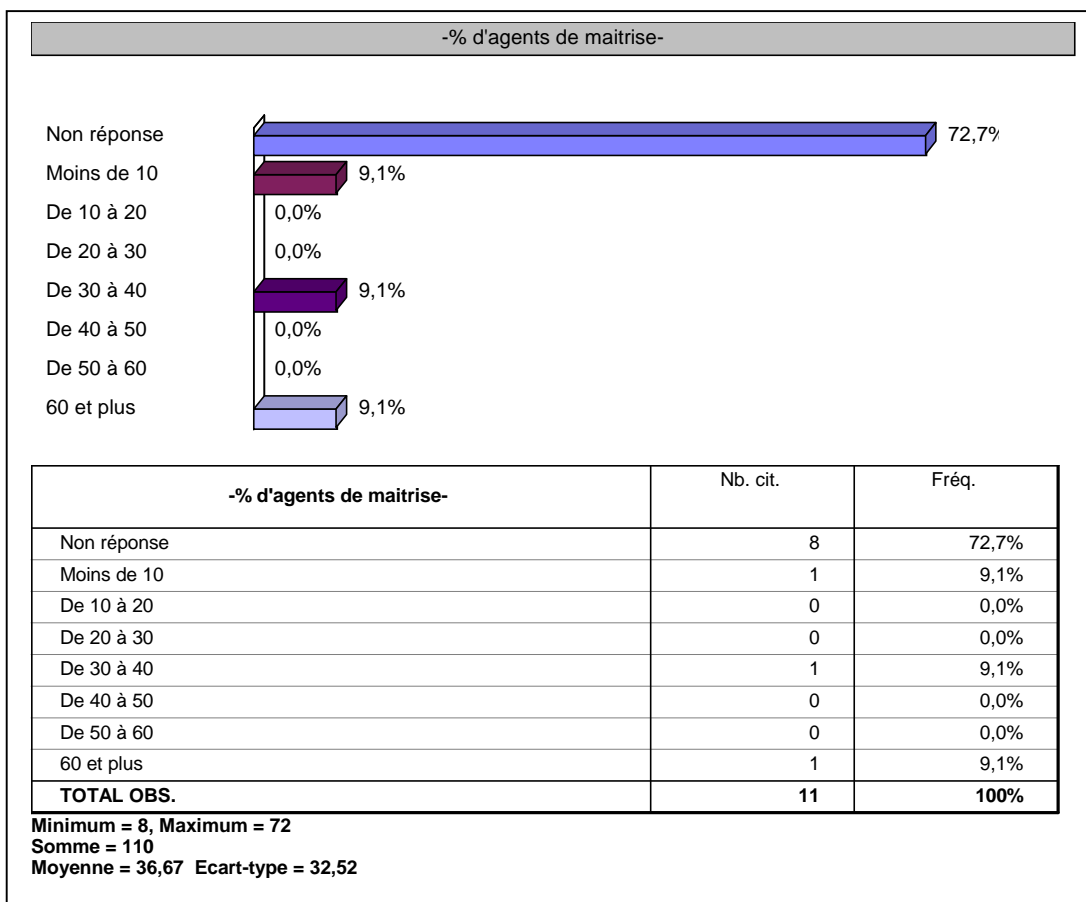 -% d'agents de maitrise-
Non réponse 72,7%
Moins de 10 9,1%
De 10 à 20 0,0%
De 20 à 30 0,0%
De 30 à 40 9,1%
De 40 à 50 0,0%
De 50 à 60 0,0%
60 et plus 9,1%
-% d'agents de maitrise- Nb. cit. Fréq.
Non réponse 8 72,7%
Moins de 10 1 9,1%
De 10 à 20 0 0,0%
De 20 à 30 0 0,0%
De 30 à 40 1 9,1%
De 40 à 50 0 0,0%
De 50 à 60 0 0,0%
60 et plus 1 9,1%
TOTAL OBS. 11 100%
Minimum = 8, Maximum = 72
Somme = 110
Moyenne = 36,67 Ecart-type = 32,52